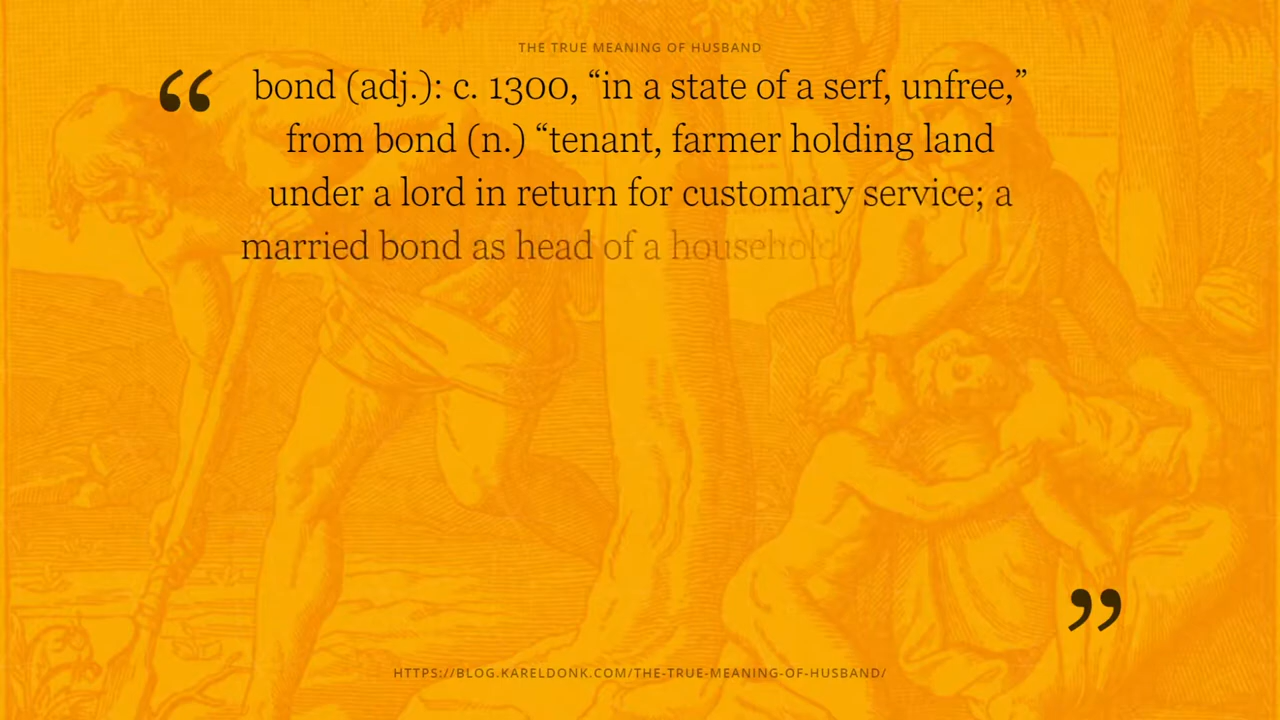 THE TRUE MEANING OF HUSBAND
“ bond (adj.): c. 1300, “in a state of a serf, unfree,”
from bond (n.) “tenant, farmer holding land
under a lord in return for customary service; a
married bond as head of a household
”
HTTPS://BLOG.KARELDONK.COM/THE-TRUE-MEANING-OF-HUSBAND/